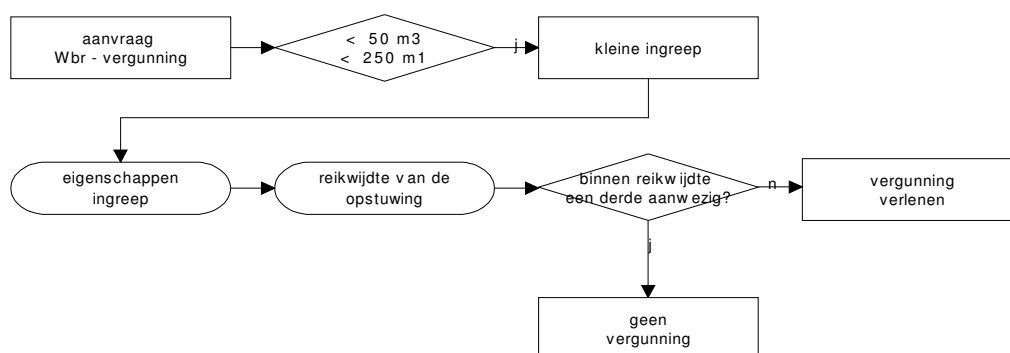 aanvraag
Wbr - vergunning
< 50 m3
< 250 m1
j
kleine ingreep
eigenschappen
ingreep
reikwijdte van de
opstuwing
binnen reikwijdte
een derde aanwezig?
n
vergunning
verlenen
j
geen
vergunning